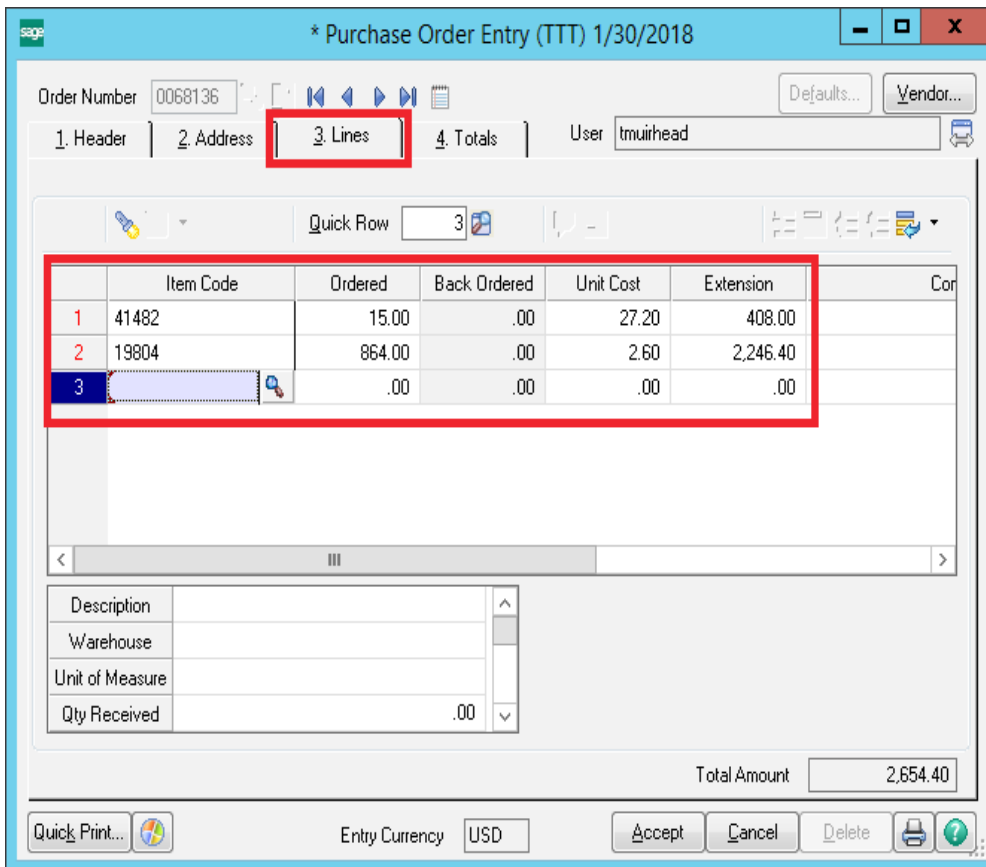 sage
* Purchase Order Entry (TTT) 1/30/2018
Order Number 0068136 Defaults... Vendor...
1. Header 2. Address 3. Lines 4. Totals User tmuirhead
Quick Row 3
Item Code Ordered Back Ordered Unit Cost Extension Cor
1 41482 15.00 .00 27.20 408.00
2 19804 864.00 .00 2.60 2,246.40
3 .00 .00 .00 .00
Description
Warehouse
Unit of Measure
Qty Received .00
Total Amount 2,654.40
Quick Print... Entry Currency USD Accept Cancel Delete